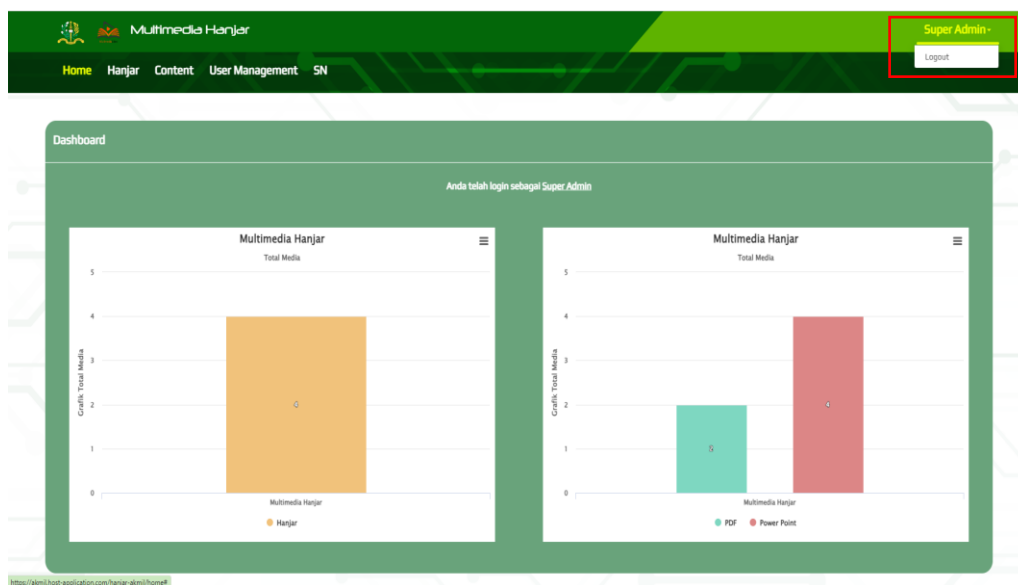 Multimedia Hanjar
Super Admin
Logout
Home Hanjar Content User Management SN
Dashboard
Anda telah login sebagai Super Admin
Multimedia Hanjar
Total Media
5
4
3
2
1
0
Grafik Total Media
4
Multimedia Hanjar
Hanjar
Multimedia Hanjar
Total Media
5
4
3
2
1
0
Grafik Total Media
5
4
Multimedia Hanjar
PDF Power Point
https://akmil.host-application.com/hanjar-akmil/home#